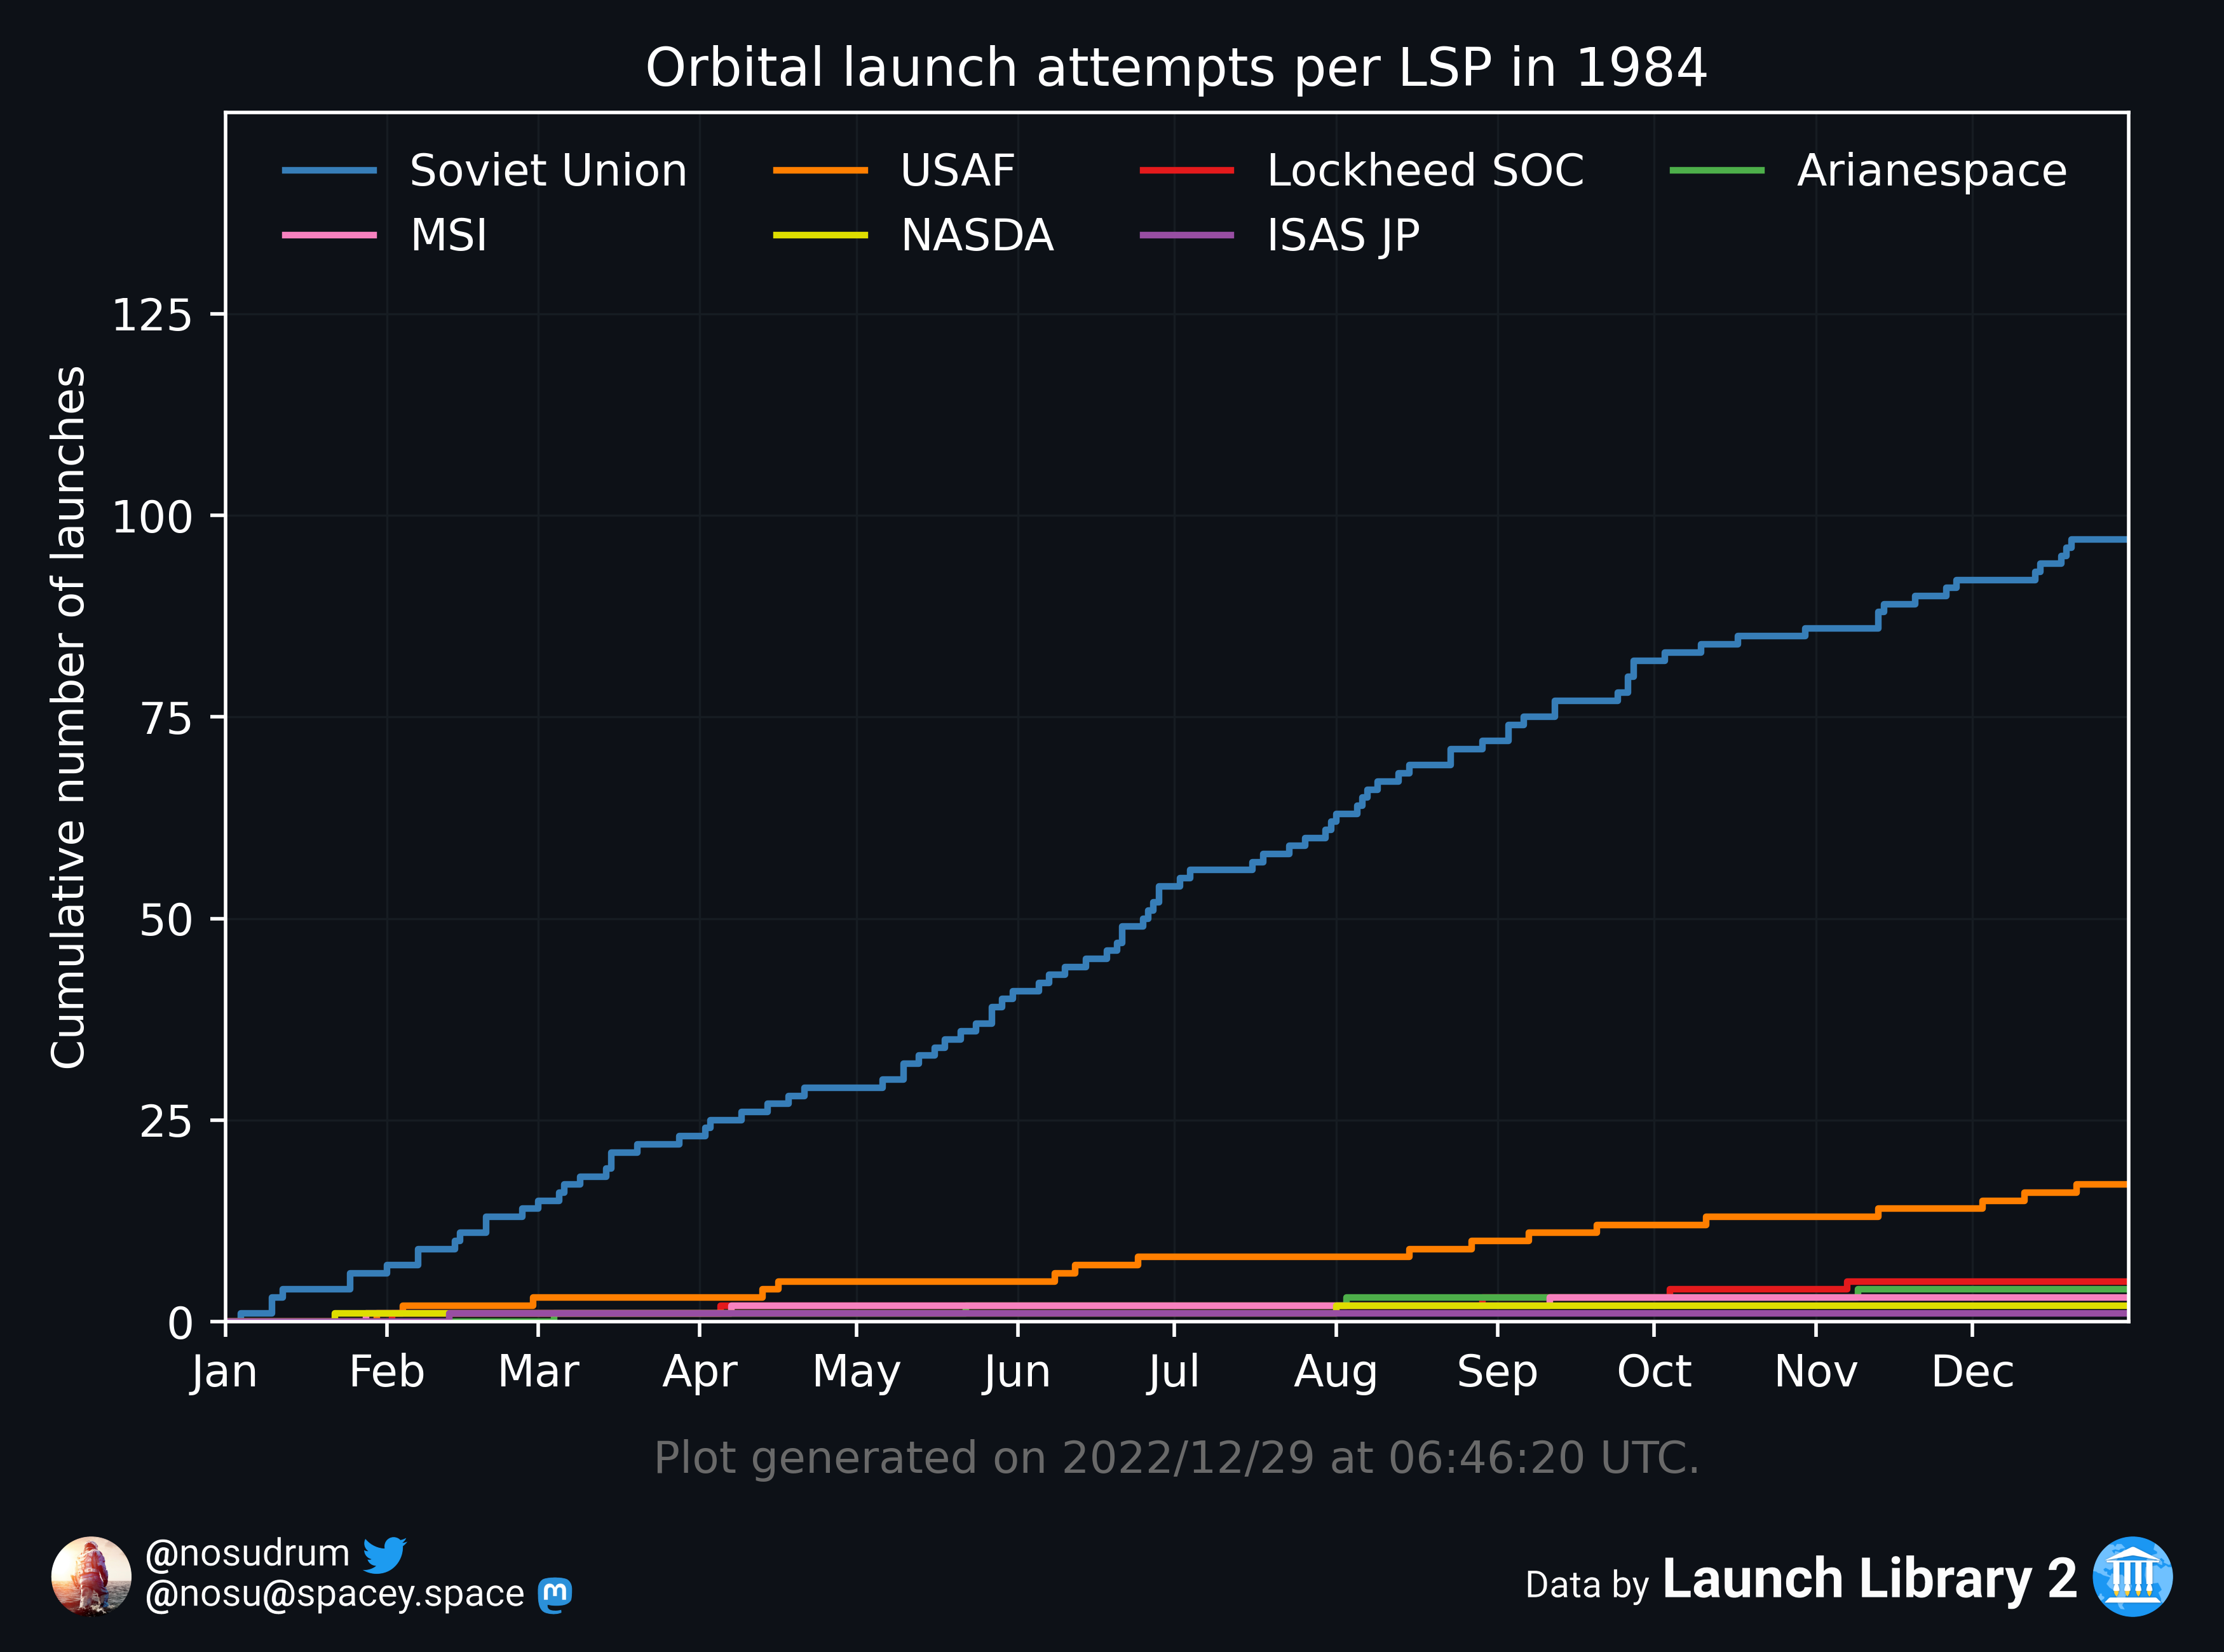 Orbital launch attempts per LSP in 1984
Soviet Union USAF Lockheed SOC Arianespace
MSI NASDA ISAS JP
Cumulative number of launches
125
100
75
50
25
0
Jan Feb Mar Apr May Jun Jul Aug Sep Oct Nov Dec
Plot generated on 2022/12/29 at 06:46:20 UTC.
@nosudrum
@nosu@spacey.space
Data by Launch Library 2